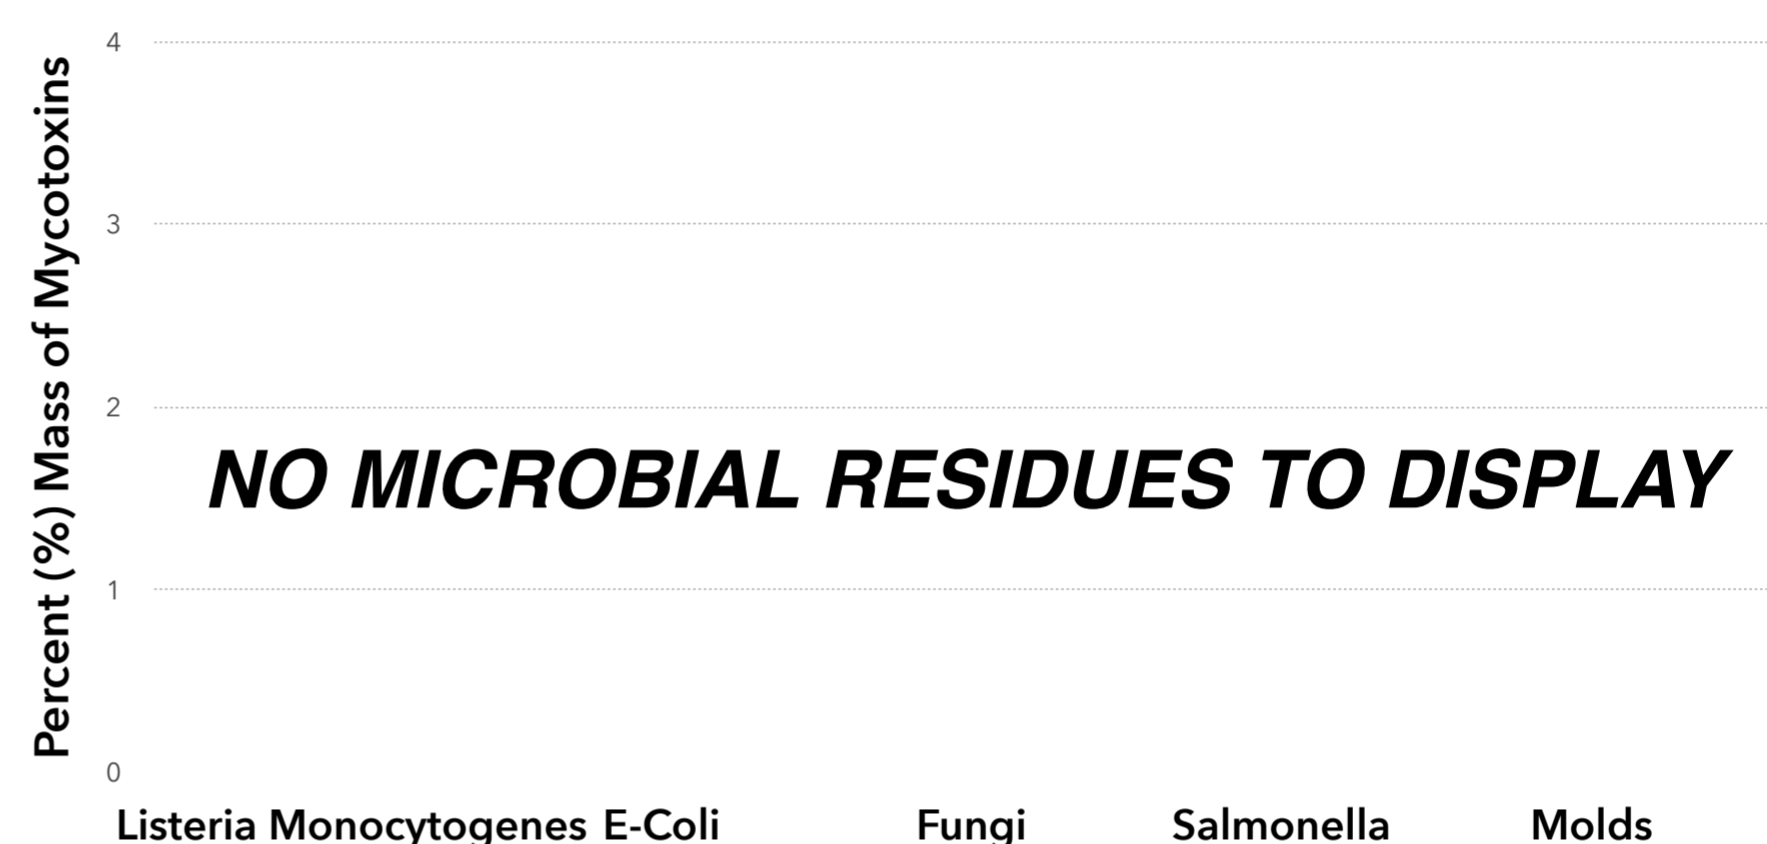 Percent (%) Mass of Mycotoxins
4
3
2
NO MICROBIAL RESIDUES TO DISPLAY
1
0
Listeria Monocytogenes E-Coli Fungi Salmonella Molds